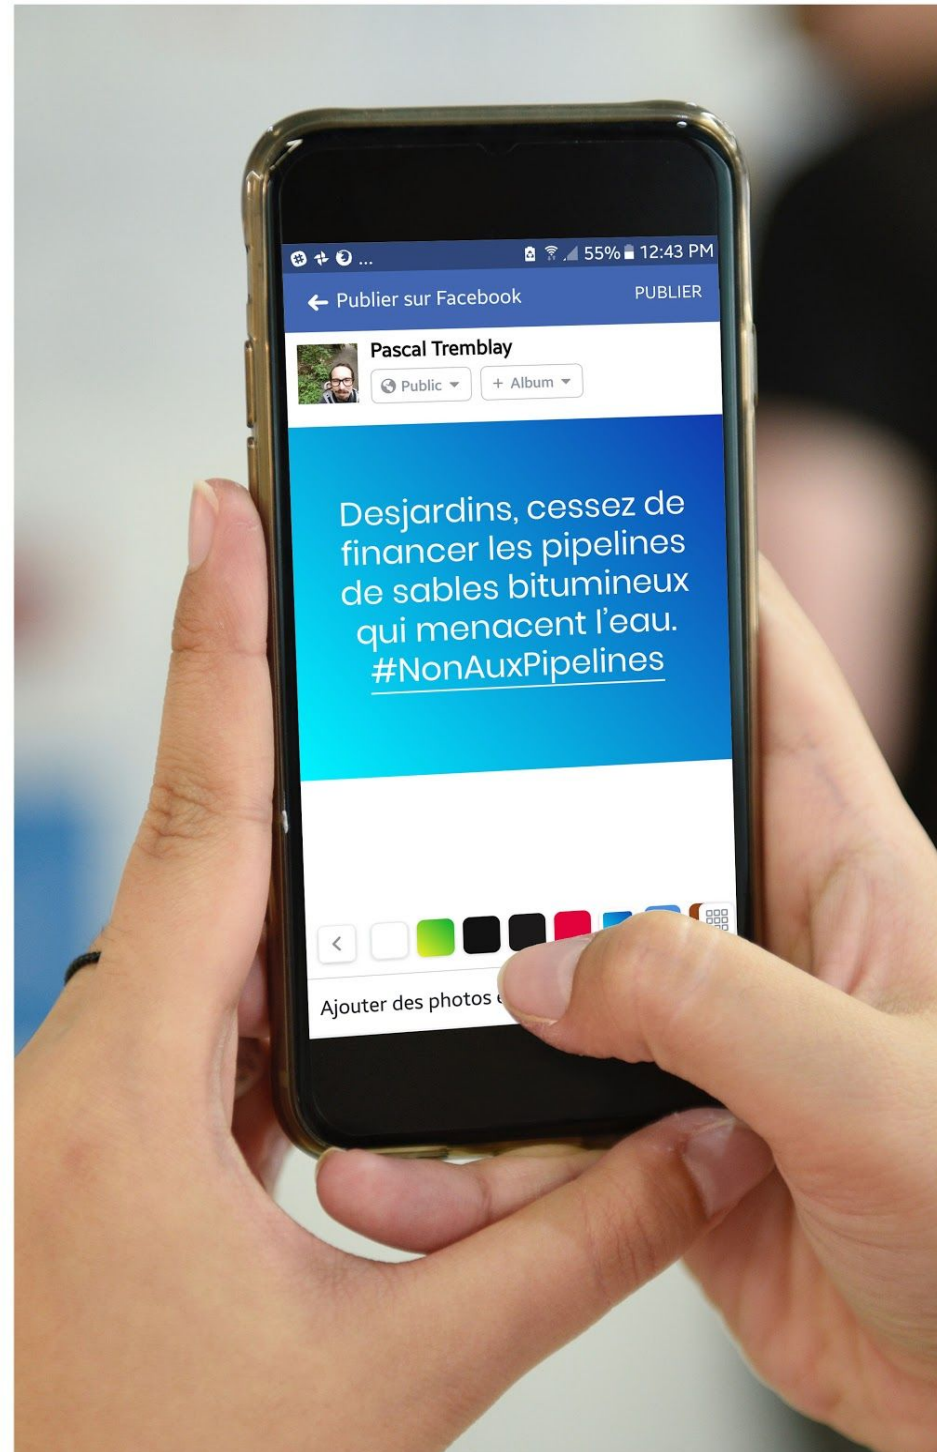 ... 55% 12:43 PM
Publier sur Facebook PUBLIER
Pascal Tremblay
Public + Album
Desjardins, cessez de
financer les pipelines
de sables bitumineux
qui menacent l'eau.
#NonAuxPipelines
Ajouter des photos